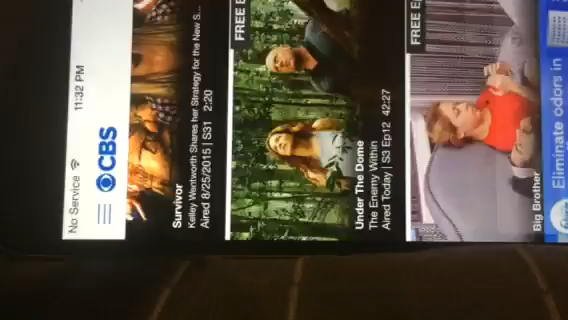 No Service 11:32 PM
CBS
Survivor
Kelley Wentworth Shares her Strategy for the New S...
Aired 8/25/2015 | S31 2:20
FREE E
Under The Dome
The Enemy Within
Aired Today | S3 Ep12 42:27
FREE E
Big Brother
Eliminate odors in